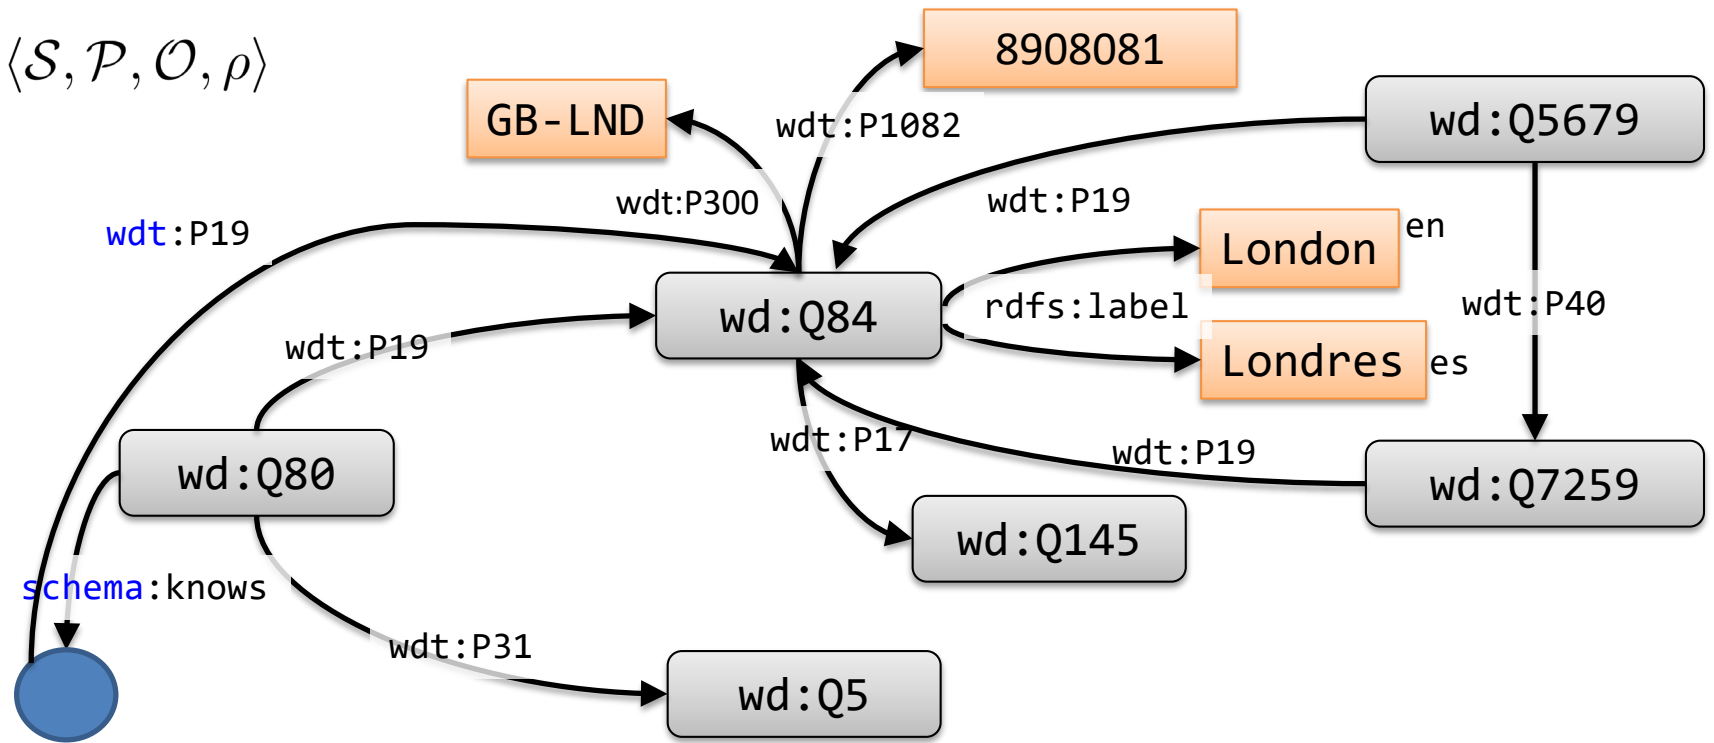 ⟨𝒮, 𝒫, 𝒪, ρ⟩
8908081
GB-LND
wdt:P1082
wd:Q5679
wdt:P300
wdt:P19
wdt:P19
London en
wd:Q84
rdfs:label
wdt:P40
wdt:P19
Londres es
wdt:P17
wdt:P19
wd:Q80
wd:Q7259
wd:Q145
schema:knows
wdt:P31
wd:Q5